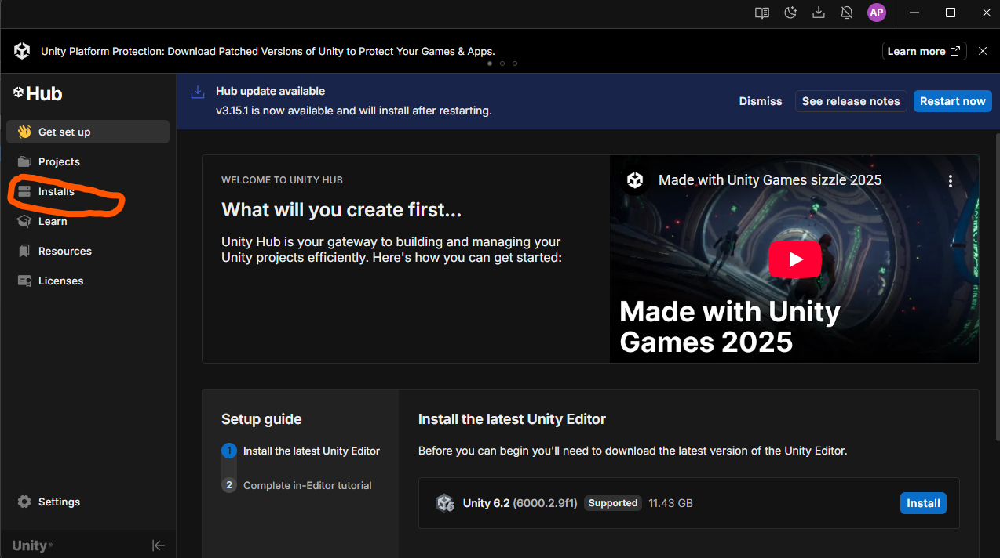 AP
Unity Platform Protection: Download Patched Versions of Unity to Protect Your Games & Apps.
Learn more
Hub
Get set up
Projects
Installs
Learn
Resources
Licenses
Settings
Unity®
Hub update available
v3.15.1 is now available and will install after restarting.
Dismiss
See release notes
Restart now
WELCOME TO UNITY HUB
What will you create first...
Unity Hub is your gateway to building and managing your
Unity projects efficiently. Here's how you can get started:
Made with Unity Games sizzle 2025
Made with Unity
Games 2025
Setup guide
1 Install the latest Unity Editor
2 Complete in-Editor tutorial
Install the latest Unity Editor
Before you can begin you'll need to download the latest version of the Unity Editor.
6 Unity 6.2 (6000.2.9f1) Supported 11.43 GB
Install